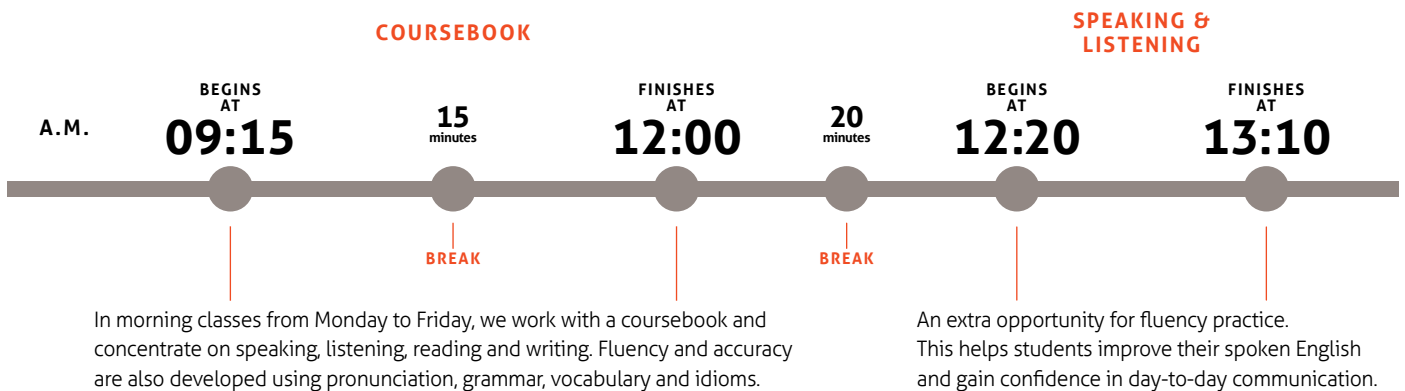 COURSEBOOK
SPEAKING &
LISTENING
A.M.
BEGINS
AT
09:15
15
minutes
FINISHES
AT
12:00
20
minutes
BEGINS
AT
12:20
FINISHES
AT
13:10
BREAK
BREAK
In morning classes from Monday to Friday, we work with a coursebook and
concentrate on speaking, listening, reading and writing. Fluency and accuracy
are also developed using pronunciation, grammar, vocabulary and idioms.
An extra opportunity for fluency practice.
This helps students improve their spoken English
and gain confidence in day-to-day communication.